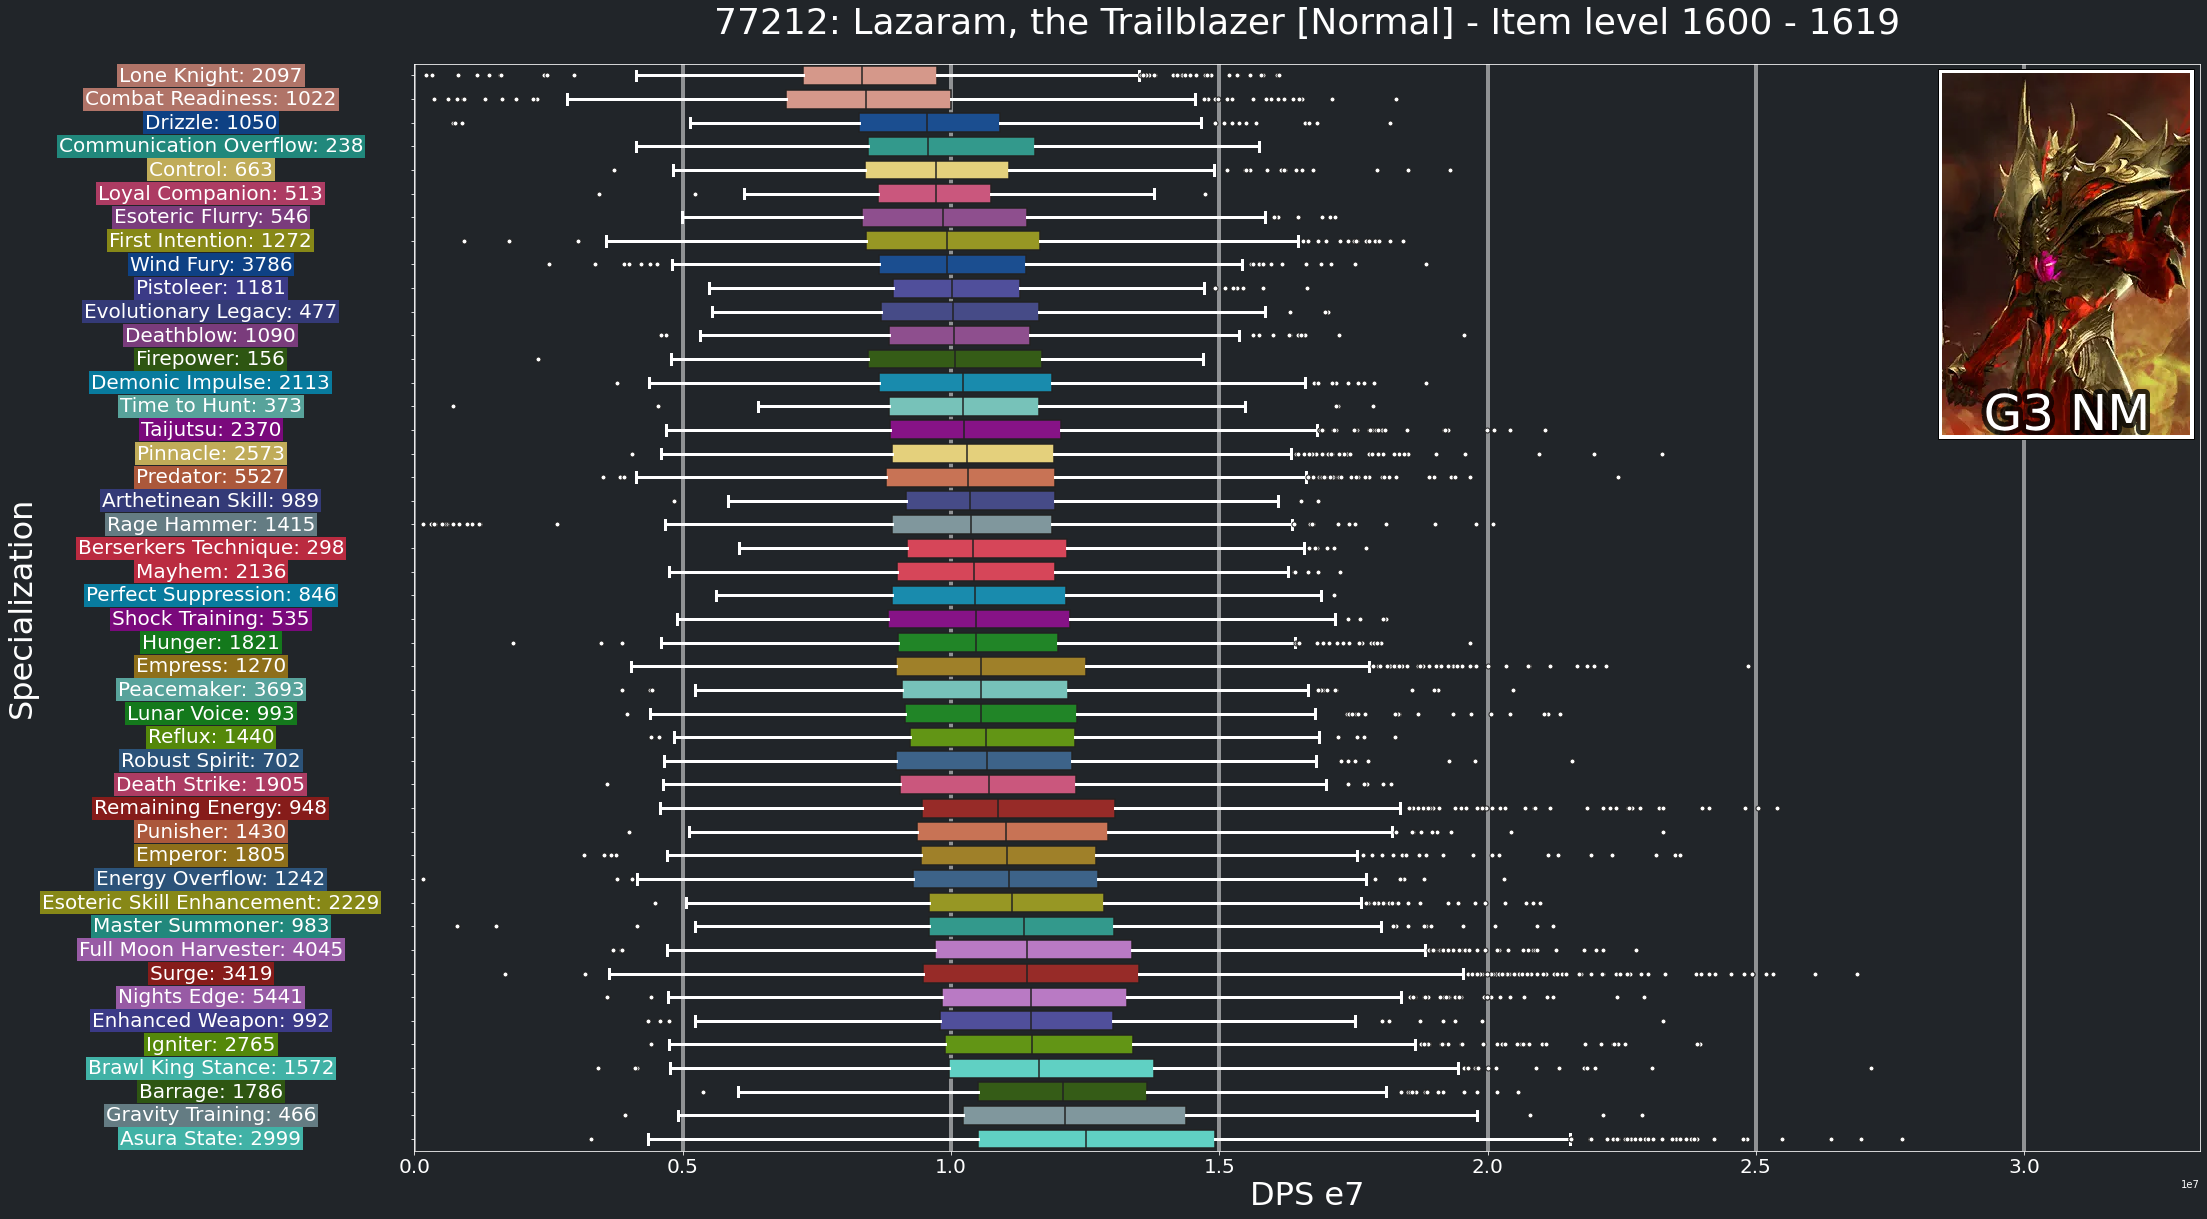 77212: Lazaram, the Trailblazer [Normal] - Item level 1600 - 1619
Specialization
Lone Knight: 2097
Combat Readiness: 1022
Drizzle: 1050
Communication Overflow: 238
Control: 663
Loyal Companion: 513
Esoteric Flurry: 546
First Intention: 1272
Wind Fury: 3786
Pistoleer: 1181
Evolutionary Legacy: 477
Deathblow: 1090
Firepower: 156
Demonic Impulse: 2113
Time to Hunt: 373
Taijutsu: 2370
Pinnacle: 2573
Predator: 5527
Arthetinean Skill: 989
Rage Hammer: 1415
Berserkers Technique: 298
Mayhem: 2136
Perfect Suppression: 846
Shock Training: 535
Hunger: 1821
Empress: 1270
Peacemaker: 3693
Lunar Voice: 993
Reflux: 1440
Robust Spirit: 702
Death Strike: 1905
Remaining Energy: 948
Punisher: 1430
Emperor: 1805
Energy Overflow: 1242
Esoteric Skill Enhancement: 2229
Master Summoner: 983
Full Moon Harvester: 4045
Surge: 3419
Nights Edge: 5441
Enhanced Weapon: 992
Igniter: 2765
Brawl King Stance: 1572
Barrage: 1786
Gravity Training: 466
Asura State: 2999
G3 NM
0.0 0.5 1.0 1.5 2.0 2.5 3.0
1e7
DPS e7